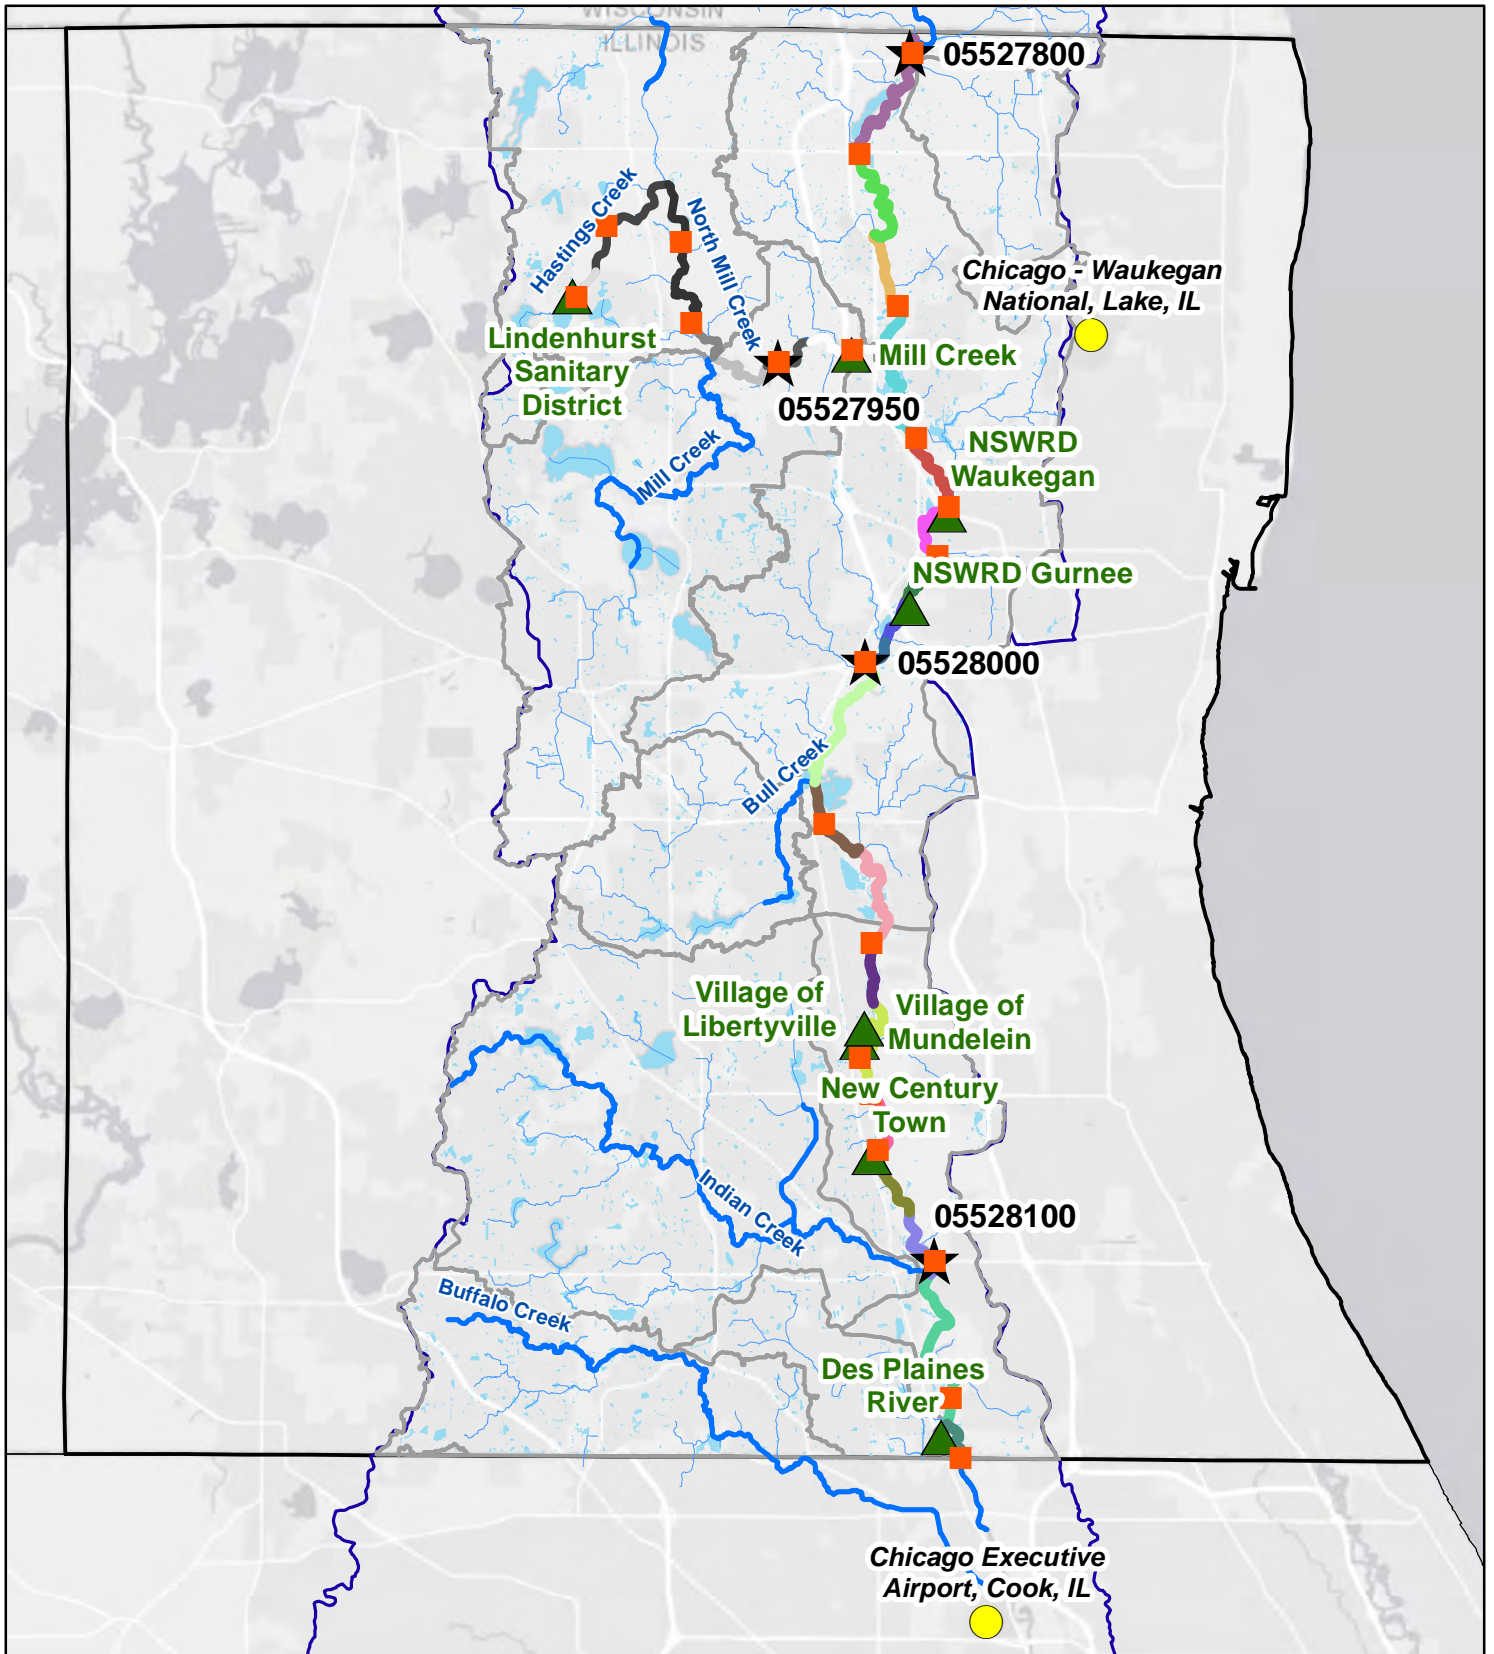 WISCONSIN
ILLINOIS
05527800
Hastings Creek
North Mill Creek
Chicago - Waukegan
National, Lake, IL
Lindenhurst
Sanitary
District
Mill Creek
05527950
Mill Creek
NSWRD
Waukegan
NSWRD Gurnee
05528000
Bull Creek
Village of
Libertyville
Village of
Mundelein
New Century
Town
Indian Creek
05528100
Buffalo Creek
Des Plaines
River
Chicago Executive
Airport, Cook, IL